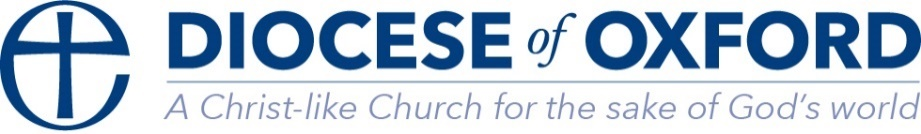 DIOCESE of OXFORD
A Christ-like Church for the sake of God's world